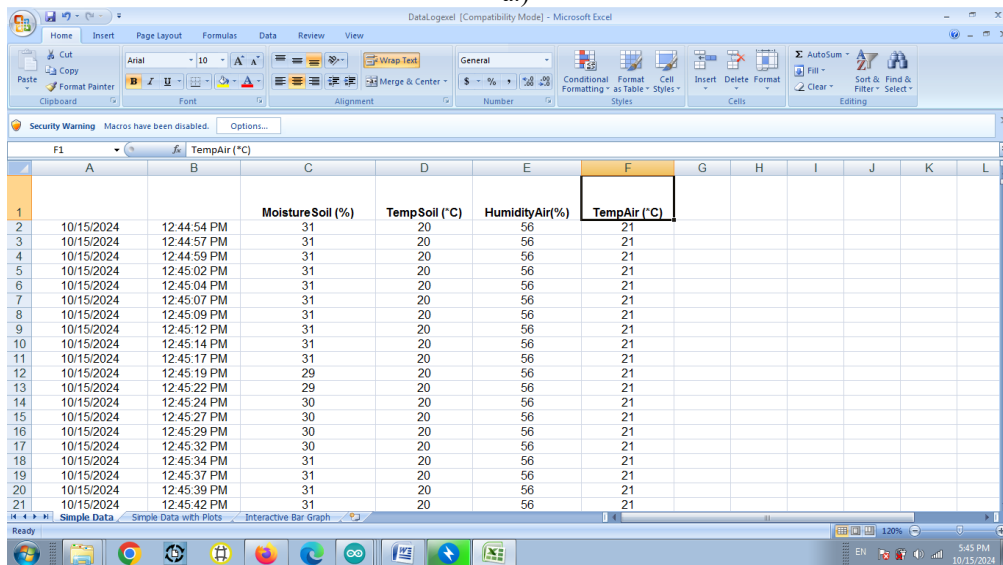 DataLogexel [Compatibility Mode] - Microsoft Excel
Home Insert Page Layout Formulas Data Review View
Paste
Cut
Copy
Format Painter
Clipboard
Arial 10
Font
Wrap Text
Merge & Center
Alignment
General
Number
Conditional Formatting
Format as Table
Cell Styles
Styles
Insert Delete Format
Cells
Σ AutoSum
Fill
Clear
Sort & Filter
Find & Select
Editing
Security Warning Macros have been disabled. Options...
F1 fx TempAir (°C)
A B C D E F G H I J K L
1 MoistureSoil (%) TempSoil (°C) HumidityAir(%) TempAir (°C)
2 10/15/2024 12:44:54 PM 31 20 56 21
3 10/15/2024 12:44:57 PM 31 20 56 21
4 10/15/2024 12:44:59 PM 31 20 56 21
5 10/15/2024 12:45:02 PM 31 20 56 21
6 10/15/2024 12:45:04 PM 31 20 56 21
7 10/15/2024 12:45:07 PM 31 20 56 21
8 10/15/2024 12:45:09 PM 31 20 56 21
9 10/15/2024 12:45:12 PM 31 20 56 21
10 10/15/2024 12:45:14 PM 31 20 56 21
11 10/15/2024 12:45:17 PM 31 20 56 21
12 10/15/2024 12:45:19 PM 29 20 56 21
13 10/15/2024 12:45:22 PM 29 20 56 21
14 10/15/2024 12:45:24 PM 30 20 56 21
15 10/15/2024 12:45:27 PM 30 20 56 21
16 10/15/2024 12:45:29 PM 30 20 56 21
17 10/15/2024 12:45:32 PM 30 20 56 21
18 10/15/2024 12:45:34 PM 31 20 56 21
19 10/15/2024 12:45:37 PM 31 20 56 21
20 10/15/2024 12:45:39 PM 31 20 56 21
21 10/15/2024 12:45:42 PM 31 20 56 21
Simple Data Simple Data with Plots Interactive Bar Graph
Ready 120%
EN 5:45 PM
10/15/2024